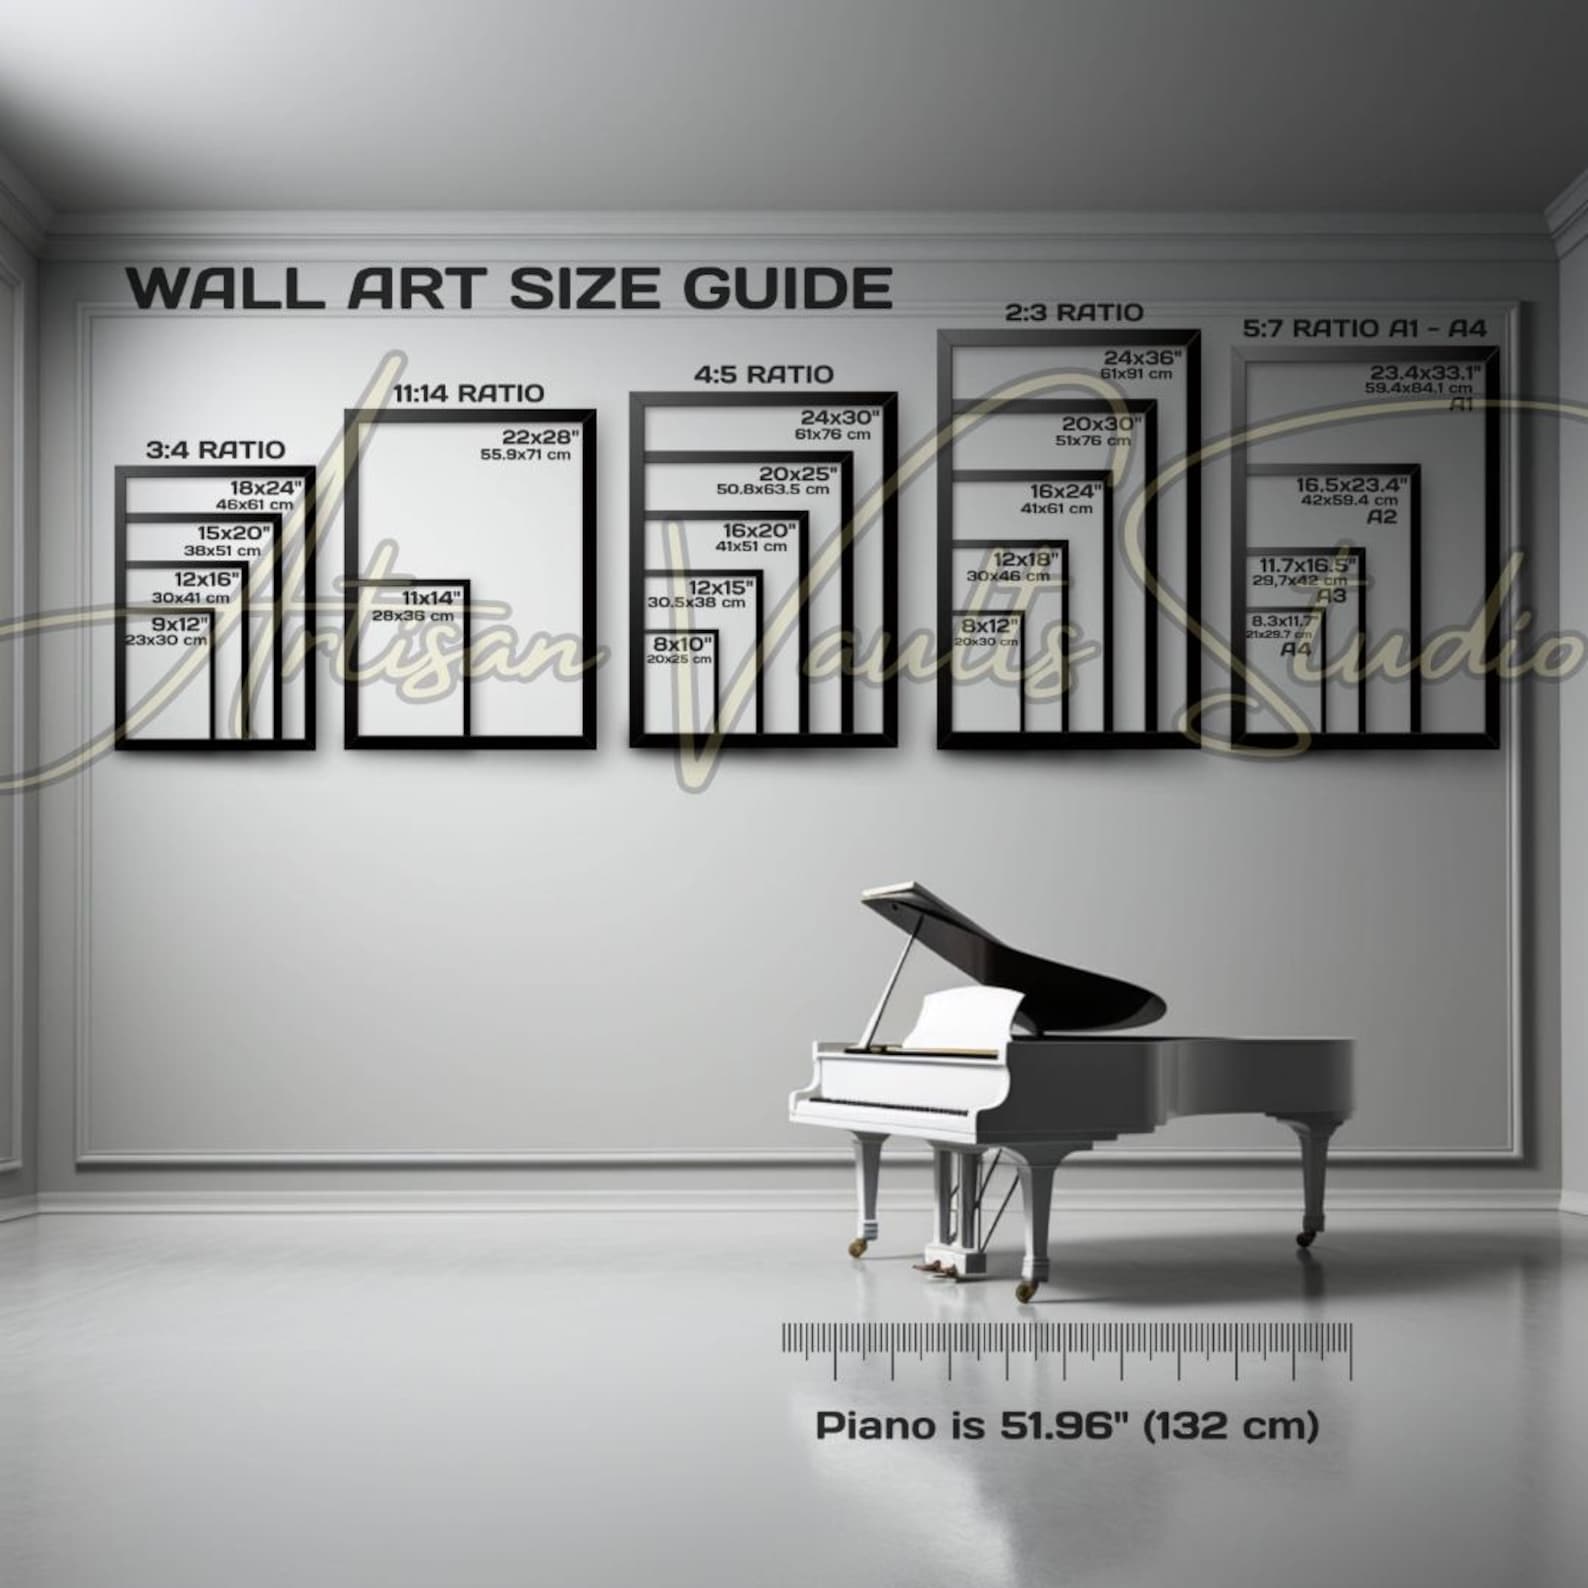 WALL ART SIZE GUIDE
3:4 RATIO
18x24"
46x61 cm
15x20"
38x51 cm
12x16"
30x41 cm
9x12"
23x30 cm
11:14 RATIO
22x28"
55.9x71 cm
11x14"
28x36 cm
4:5 RATIO
24x30"
61x76 cm
20x25"
50.8x63.5 cm
16x20"
41x51 cm
12x15"
30.5x38 cm
8x10"
20x25 cm
2:3 RATIO
24x36"
61x91 cm
20x30"
51x76 cm
16x24"
41x61 cm
12x18"
30x46 cm
8x12"
20x30 cm
5:7 RATIO A1 - A4
23.4x33.1"
59.4x84.1 cm
A1
16.5x23.4"
42x59.4 cm
A2
11.7x16.5"
29,7x42 cm
A3
8.3x11.7"
21x29.7 cm
A4
Artisan Vaults Studio
Piano is 51.96" (132 cm)